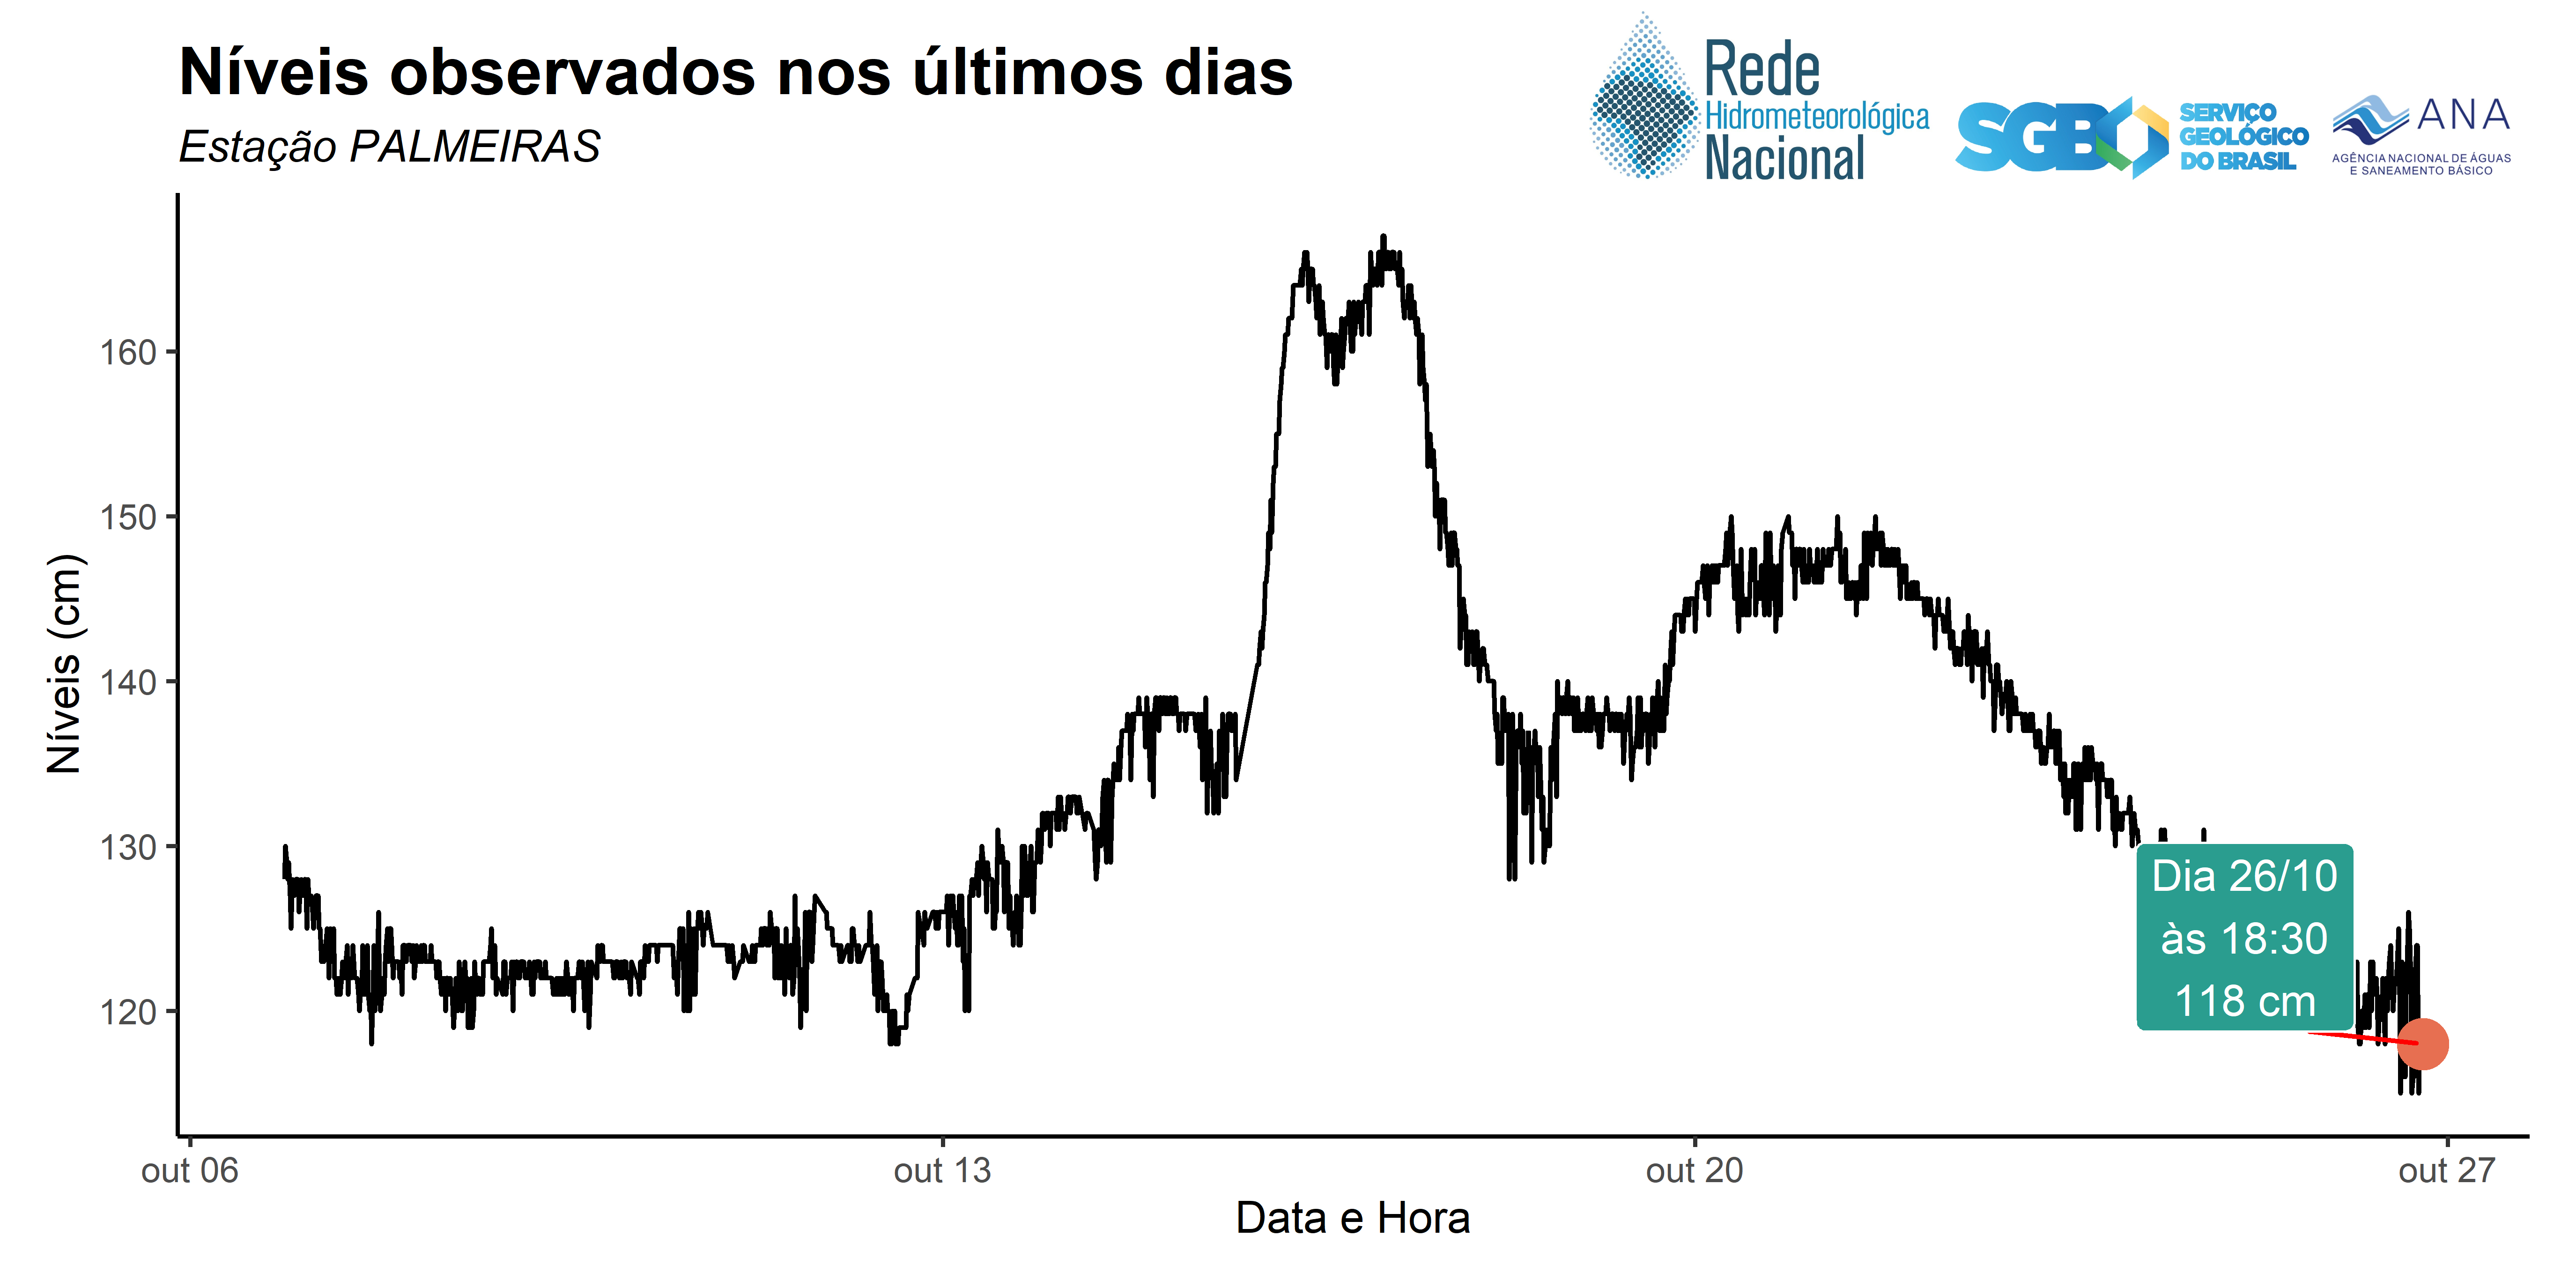 Níveis observados nos últimos dias
Estação PALMEIRAS
Rede
Hidrometeorológica
Nacional
SGB
SERVIÇO
GEOLÓGICO
DO BRASIL
ANA
AGÊNCIA NACIONAL DE ÁGUAS
E SANEAMENTO BÁSICO
Níveis (cm)
160
150
140
130
120
Dia 26/10
às 18:30
118 cm
out 06
out 13
out 20
out 27
Data e Hora